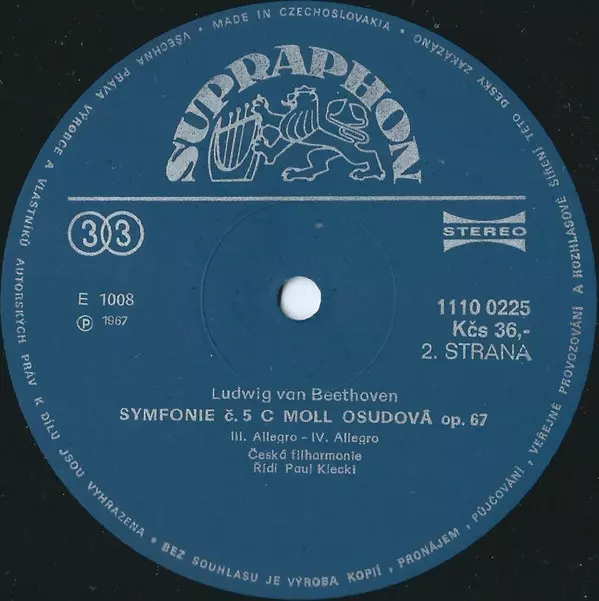 MADE IN CZECHOSLOVAKIA • VŠECHNA PRÁVA VÝROBCE A VLASTNÍKŮ AUTORSKÝCH PRÁV K DÍLU JSOU VYHRAZENA • BEZ SOUHLASU JE VÝROBA KOPIÍ, PRONÁJEM, PŮJČOVÁNÍ, VEŘEJNÉ PROVOZOVÁNÍ A ROZHLASOVÉ ŠÍŘENÍ TÉTO DESKY ZAKÁZÁNO •
SUPRAPHON
33
STEREO
E 1008
Ⓟ 1967
1110 0225
Kčs 36,-
2. STRANA
Ludwig van Beethoven
SYMFONIE č. 5 C MOLL OSUDOVÁ op. 67
III. Allegro - IV. Allegro
Česká filharmonie
Řídí Paul Klecki